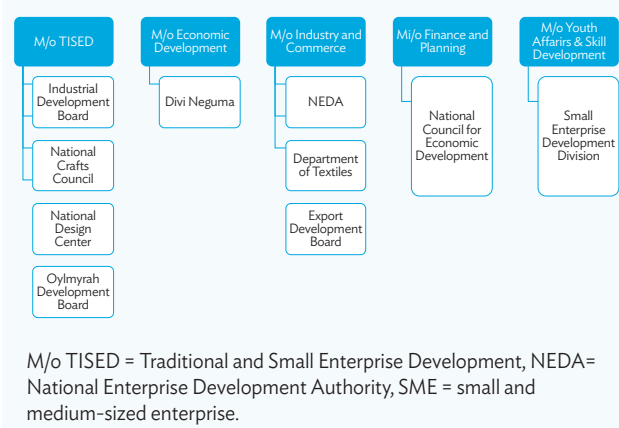 M/o TISED
Industrial
Development
Board
National
Crafts
Council
National
Design
Center
Oylmyrah
Development
Board
M/o Economic
Development
Divi Neguma
M/o Industry and
Commerce
NEDA
Department
of Textiles
Export
Development
Board
Mi/o Finance and
Planning
National
Council for
Economic
Development
M/o Youth
Affarirs & Skill
Development
Small
Enterprise
Development
Division
M/o TISED = Traditional and Small Enterprise Development, NEDA=
National Enterprise Development Authority, SME = small and
medium-sized enterprise.